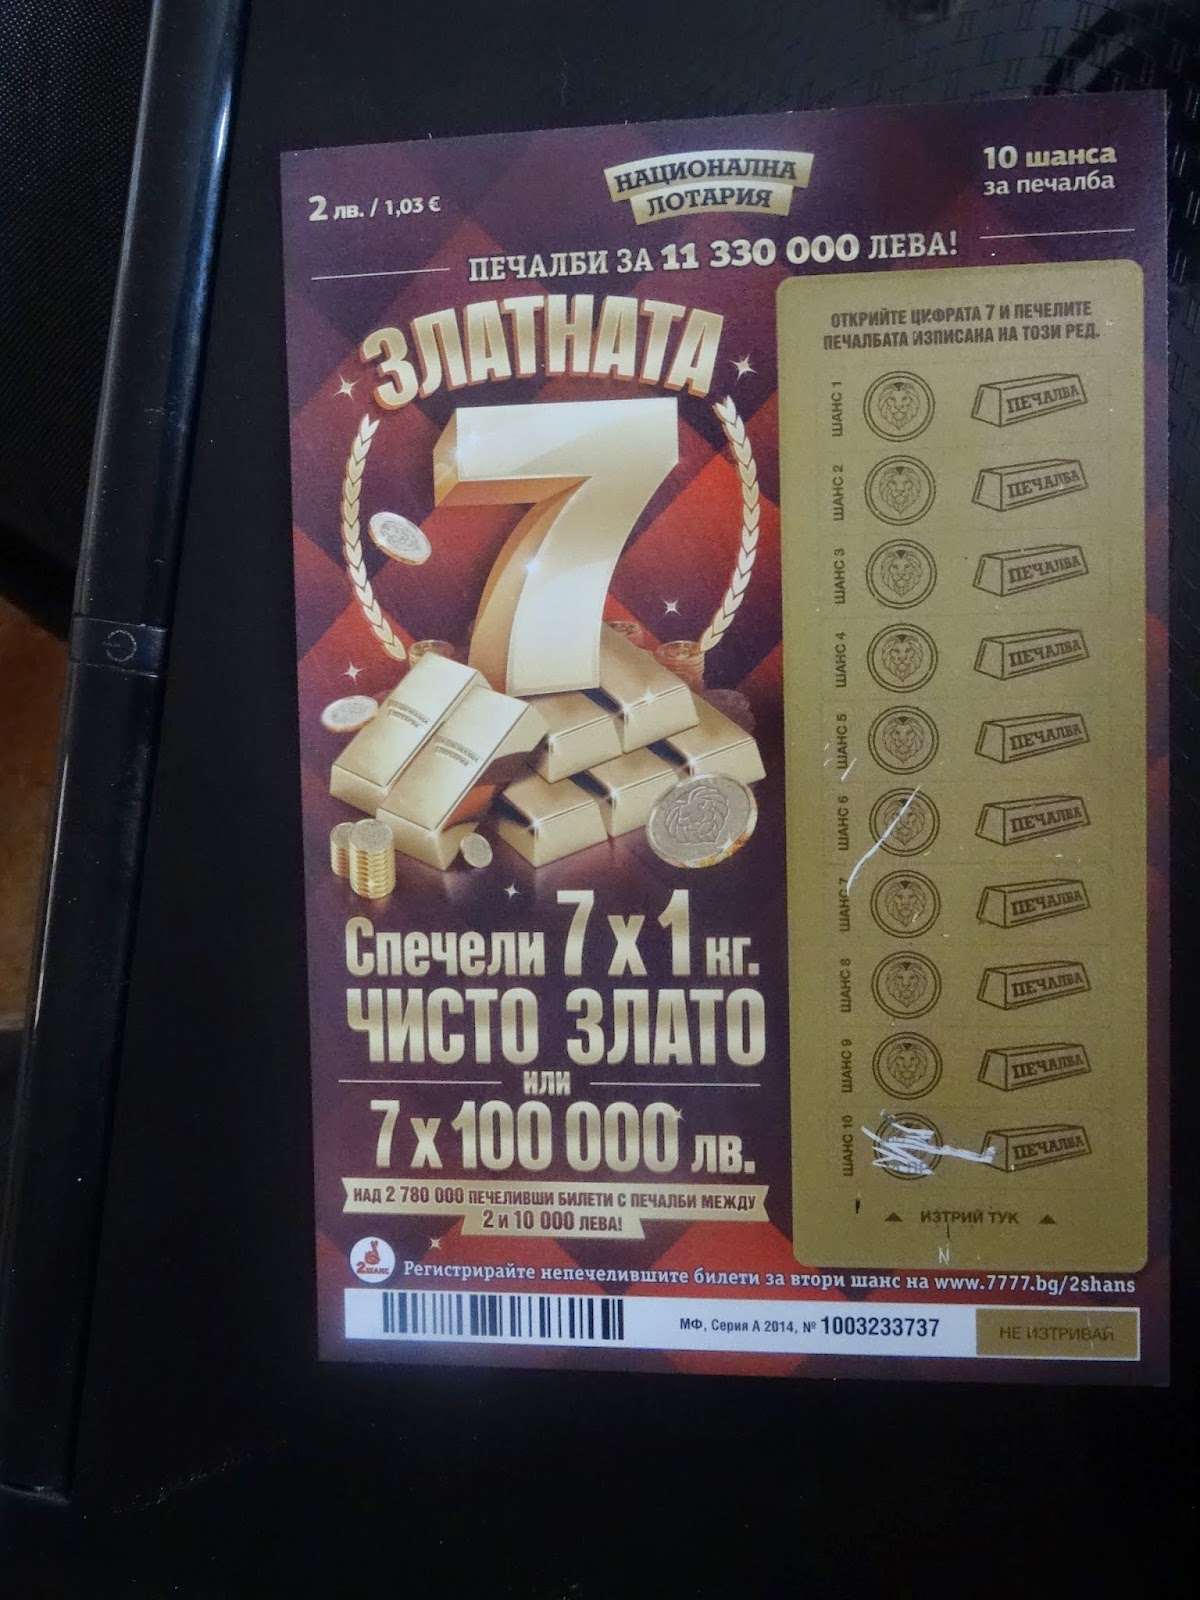 2 лв. / 1,03 €
НАЦИОНАЛНА
ЛОТАРИЯ
10 шанса
за печалба
ПЕЧАЛБИ ЗА 11 330 000 ЛЕВА!
ЗЛАТНАТА
7
Спечели 7 x 1 кг.
ЧИСТО ЗЛАТО
или
7 x 100 000 лв.
НАД 2 780 000 ПЕЧЕЛИВШИ БИЛЕТИ С ПЕЧАЛБИ МЕЖДУ
2 И 10 000 ЛЕВА!
ОТКРИЙТЕ ЦИФРАТА 7 И ПЕЧЕЛИТЕ
ПЕЧАЛБАТА ИЗПИСАНА НА ТОЗИ РЕД.
ШАНС 1 ПЕЧАЛБА
ШАНС 2 ПЕЧАЛБА
ШАНС 3 ПЕЧАЛБА
ШАНС 4 ПЕЧАЛБА
ШАНС 5 ПЕЧАЛБА
ШАНС 6 ПЕЧАЛБА
ШАНС 7 ПЕЧАЛБА
ШАНС 8 ПЕЧАЛБА
ШАНС 9 ПЕЧАЛБА
ШАНС 10 ПЕЧАЛБА
ИЗТРИЙ ТУК
N
2ШАНС
Регистрирайте непечелившите билети за втори шанс на www.7777.bg/2shans
МФ, Серия А 2014, № 1003233737
НЕ ИЗТРИВАЙ